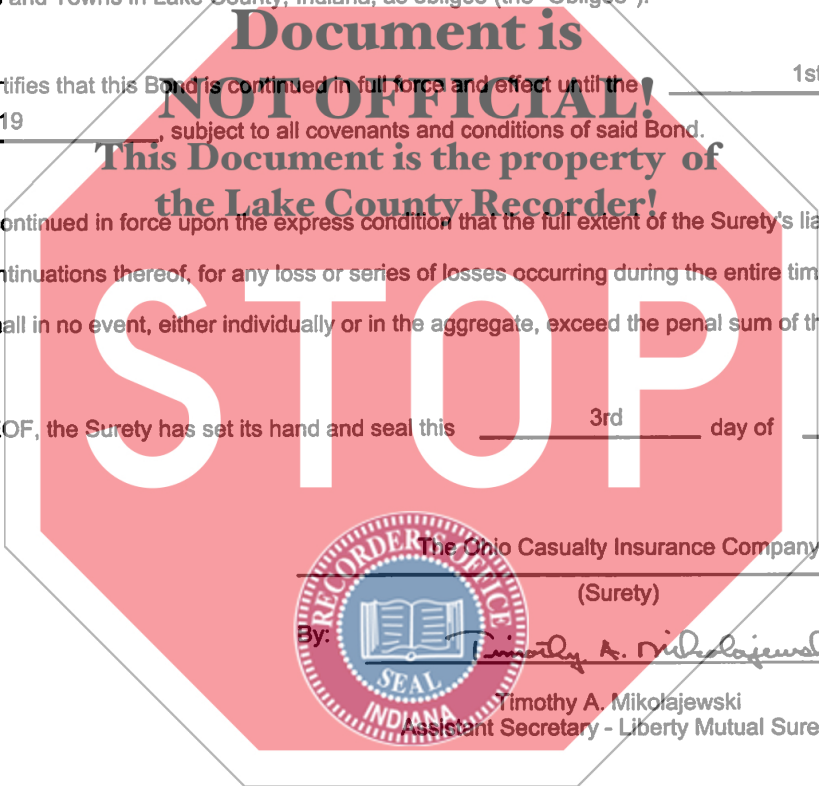 and Towns in Lake County, Indiana, as obligee (the "Obligee").
Document is
tifies that this Bond is continued in full force and effect until the 1st
NOT OFFICIAL!
19 , subject to all covenants and conditions of said Bond.
This Document is the property of
the Lake County Recorder!
ontinued in force upon the express condition that the full extent of the Surety's lia
ntinuations thereof, for any loss or series of losses occurring during the entire tim
all in no event, either individually or in the aggregate, exceed the penal sum of th
STOP
OF, the Surety has set its hand and seal this 3rd day of
The Ohio Casualty Insurance Company
(Surety)
By: Timothy A. Mikolajews
RECORDER'S OFFICE
SEAL
INDIANA
Timothy A. Mikolajewski
Assistant Secretary - Liberty Mutual Sure